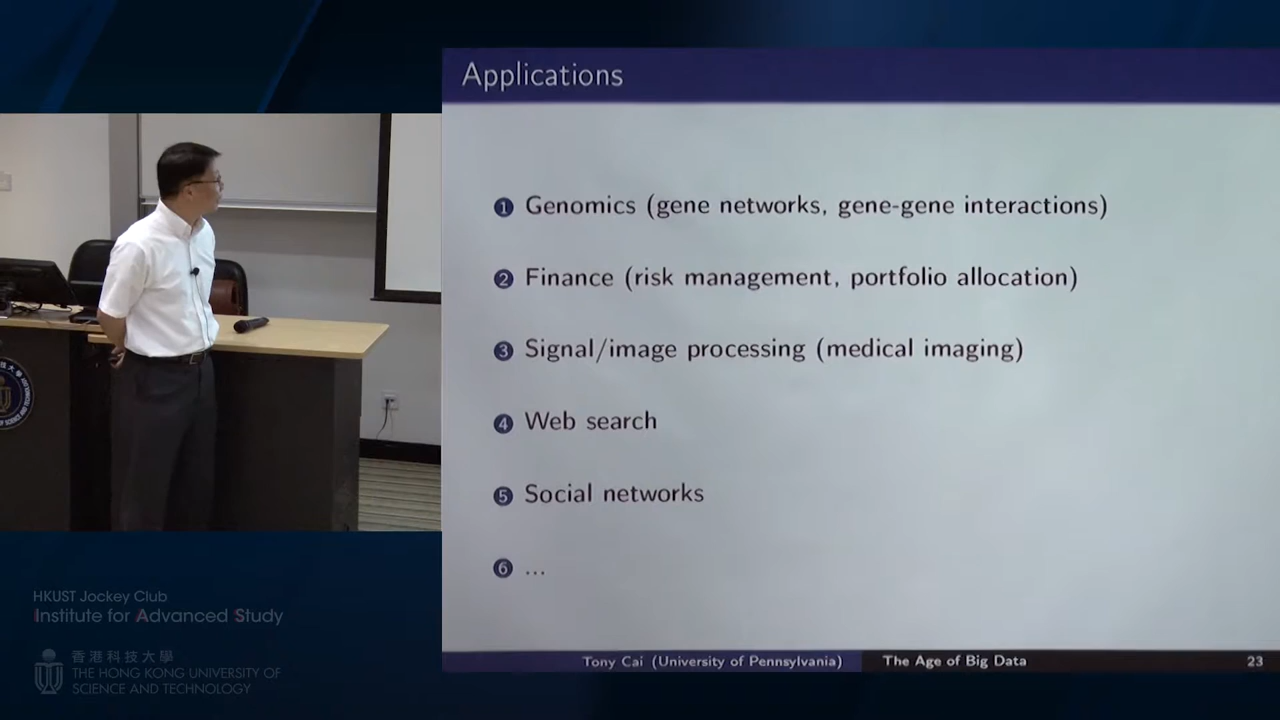 Applications
1 Genomics (gene networks, gene-gene interactions)
2 Finance (risk management, portfolio allocation)
3 Signal/image processing (medical imaging)
4 Web search
5 Social networks
6 ...
HKUST Jockey Club
Institute for Advanced Study
香港科技大學
THE HONG KONG UNIVERSITY OF
SCIENCE AND TECHNOLOGY
Tony Cai (University of Pennsylvania)
The Age of Big Data
23